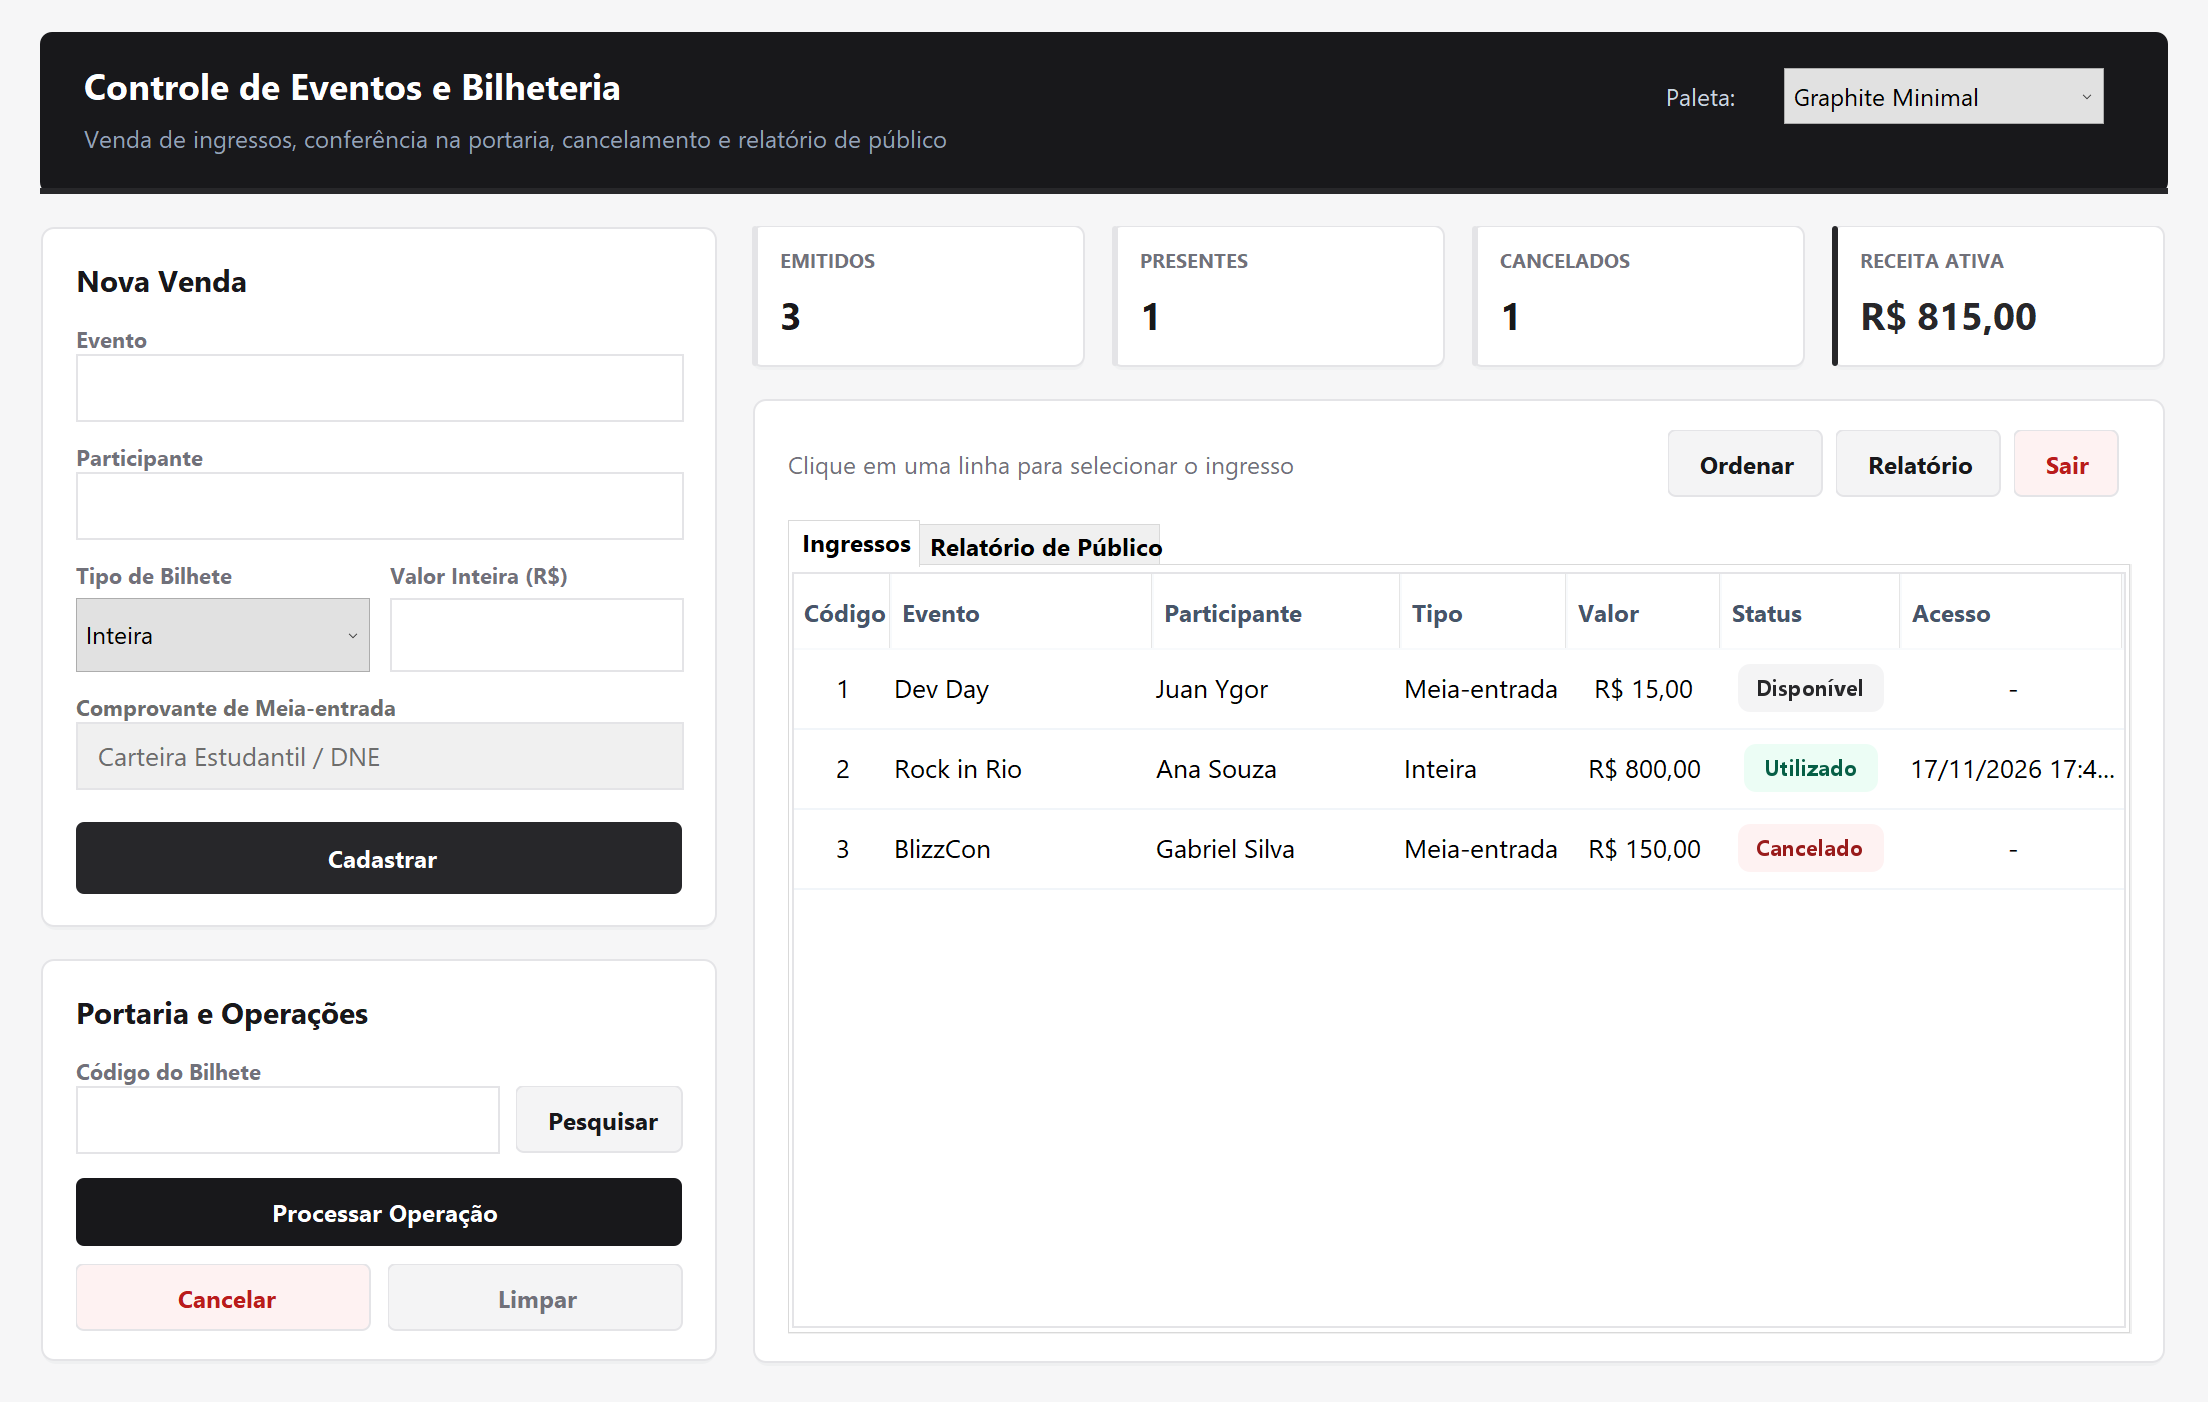 Controle de Eventos e Bilheteria
Venda de ingressos, conferência na portaria, cancelamento e relatório de público
Paleta:
Graphite Minimal
Nova Venda
Evento
Participante
Tipo de Bilhete
Valor Inteira (R$)
Inteira
Comprovante de Meia-entrada
Carteira Estudantil / DNE
Cadastrar
Portaria e Operações
Código do Bilhete
Pesquisar
Processar Operação
Cancelar
Limpar
EMITIDOS
3
PRESENTES
1
CANCELADOS
1
RECEITA ATIVA
R$ 815,00
Clique em uma linha para selecionar o ingresso
Ordenar
Relatório
Sair
Ingressos
Relatório de Público
Código Evento Participante Tipo Valor Status Acesso
1 Dev Day Juan Ygor Meia-entrada R$ 15,00 Disponível -
2 Rock in Rio Ana Souza Inteira R$ 800,00 Utilizado 17/11/2026 17:4...
3 BlizzCon Gabriel Silva Meia-entrada R$ 150,00 Cancelado -